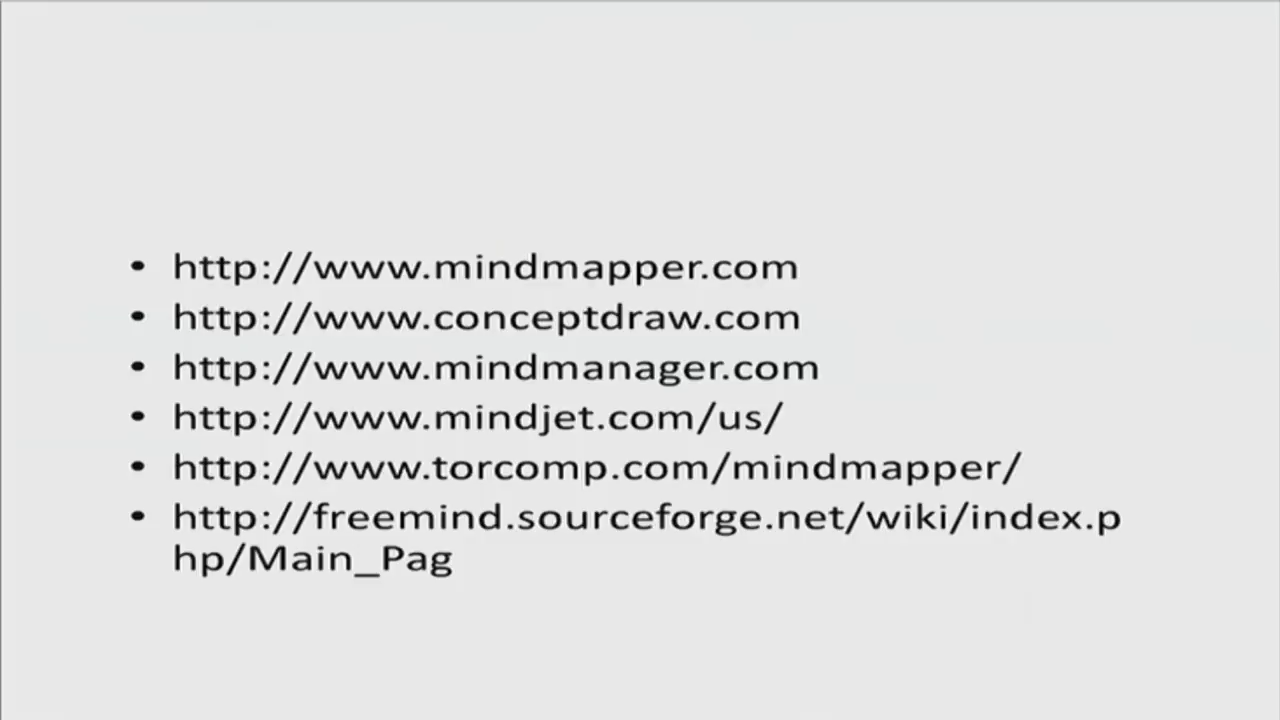 • http://www.mindmapper.com
• http://www.conceptdraw.com
• http://www.mindmanager.com
• http://www.mindjet.com/us/
• http://www.torcomp.com/mindmapper/
• http://freemind.sourceforge.net/wiki/index.p
hp/Main_Pag